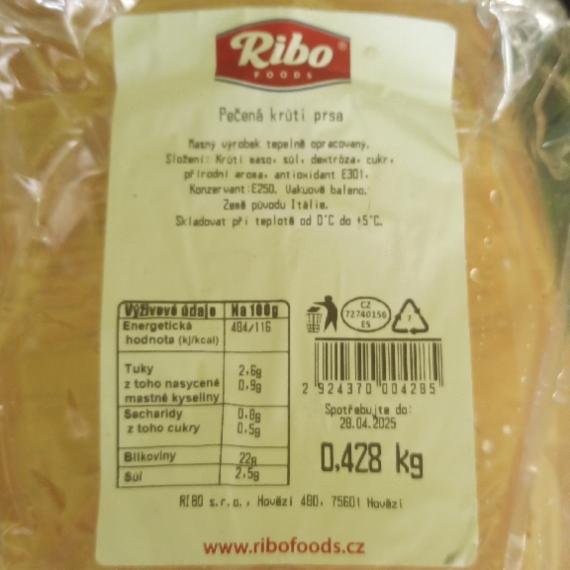 Ribo®
FOODS
Pečená krůtí prsa
Masný výrobek tepelně opracovaný.
Složení: Krůtí maso, sůl, dextróza, cukr,
přírodní aroma, antioxidant E301.
Konzervant:E250. Vakuově baleno.
Země původu Itálie.
Skladovat při teplotě od 0°C do +5°C.
Výživové údaje Na 100g
Energetická 484/116
hodnota (kj/kcal)
Tuky 2,6g
z toho nasycené 0,9g
mastné kyseliny
Sacharidy 0,8g
z toho cukry 0,5g
Bílkoviny 22g
Sůl 2,5g
CZ
72740156
ES
7
2 924370 004285
Spotřebujte do:
28.04.2025
0,428 kg
RIBO s.r.o., Hovězí 480, 75601 Hovězí
www.ribofoods.cz